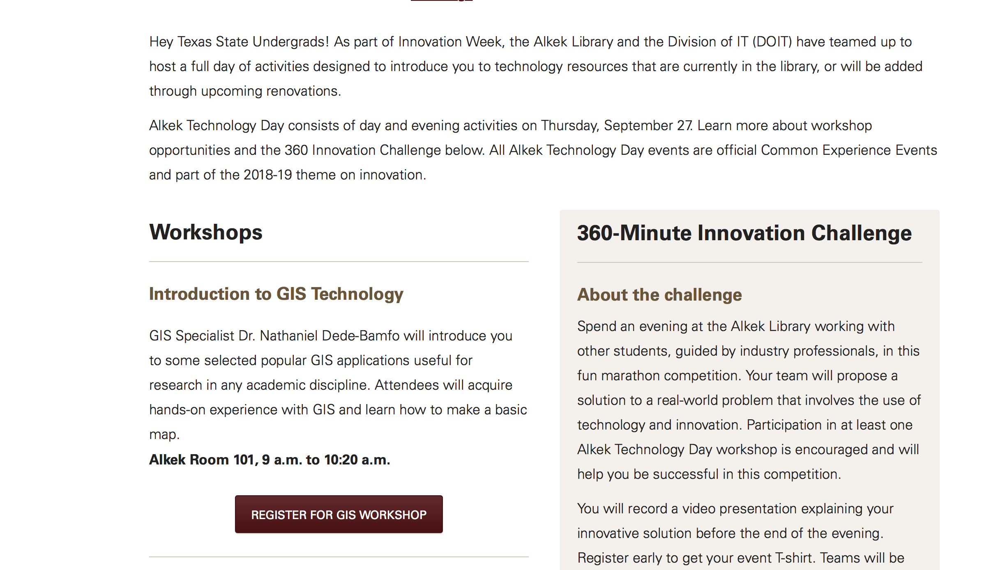 Hey Texas State Undergrads! As part of Innovation Week, the Alkek Library and the Division of IT (DOIT) have teamed up to
host a full day of activities designed to introduce you to technology resources that are currently in the library, or will be added
through upcoming renovations.
Alkek Technology Day consists of day and evening activities on Thursday, September 27. Learn more about workshop
opportunities and the 360 Innovation Challenge below. All Alkek Technology Day events are official Common Experience Events
and part of the 2018-19 theme on innovation.
Workshops
Introduction to GIS Technology
GIS Specialist Dr. Nathaniel Dede-Bamfo will introduce you
to some selected popular GIS applications useful for
research in any academic discipline. Attendees will acquire
hands-on experience with GIS and learn how to make a basic
map.
Alkek Room 101, 9 a.m. to 10:20 a.m.
REGISTER FOR GIS WORKSHOP
360-Minute Innovation Challenge
About the challenge
Spend an evening at the Alkek Library working with
other students, guided by industry professionals, in this
fun marathon competition. Your team will propose a
solution to a real-world problem that involves the use of
technology and innovation. Participation in at least one
Alkek Technology Day workshop is encouraged and will
help you be successful in this competition.
You will record a video presentation explaining your
innovative solution before the end of the evening.
Register early to get your event T-shirt. Teams will be